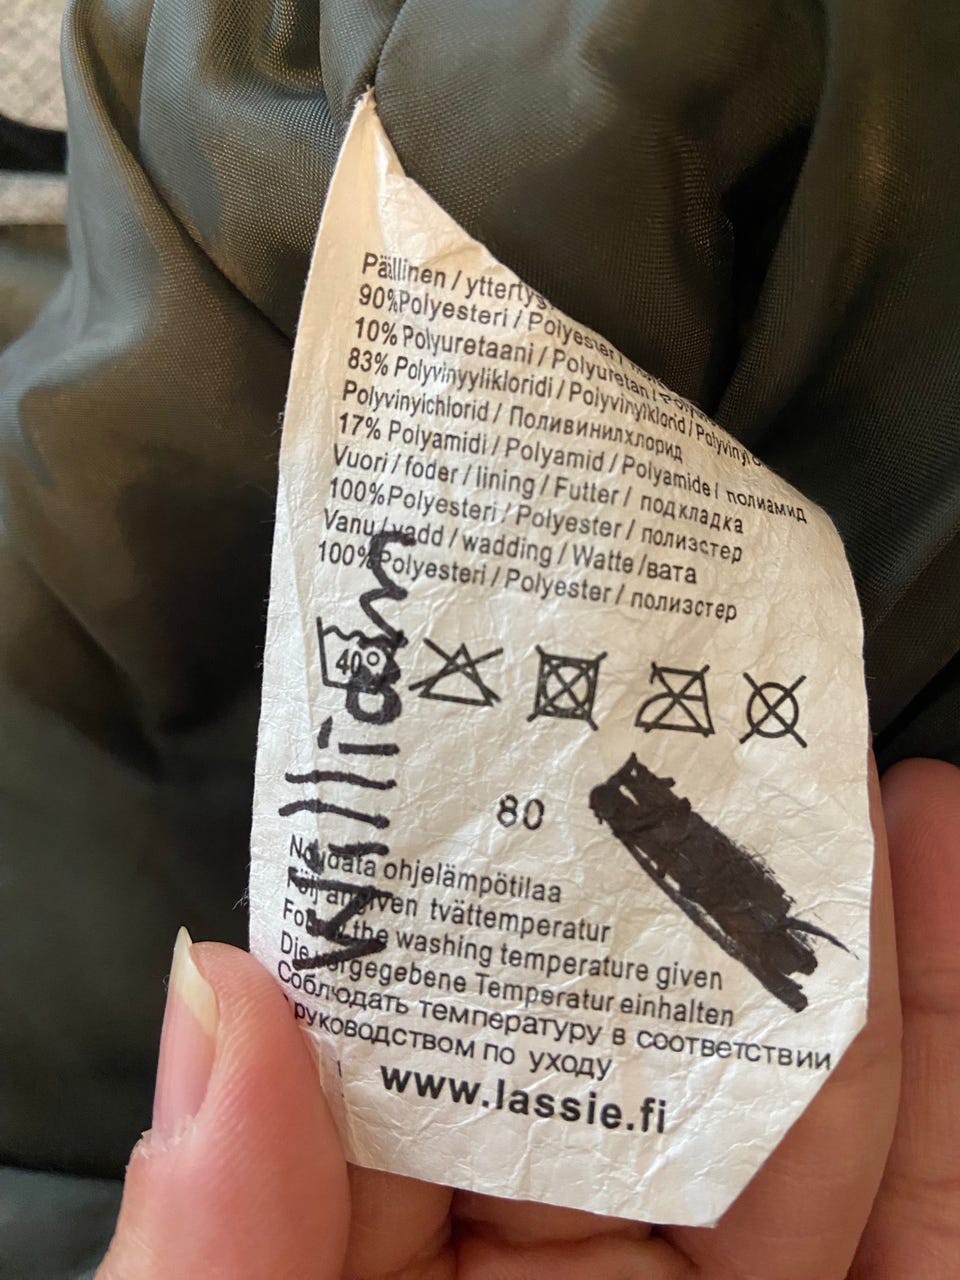 Päällinen / yttertyg
90%Polyesteri / Polyester /
10% Polyuretaani / Polyuretan /
83% Polyvinyylikloridi / Polyvinylklorid / Polyvinyl
Polyvinylchlorid / Поливинилхлорид
17% Polyamidi / Polyamid / Polyamide / полиамид
Vuori / foder / lining / Futter / подкладка
100%Polyesteri / Polyester / полиэстер
Vanu / vadd / wadding / Watte /вата
100%Polyesteri / Polyester / полиэстер
40°
80
Killian
Noudata ohjelämpötilaa
Följ angiven tvättemperatur
Follow the washing temperature given
Die vorgegebene Temperatur einhalten
Соблюдать температуру в соответствии
с руководством по уходу
www.lassie.fi